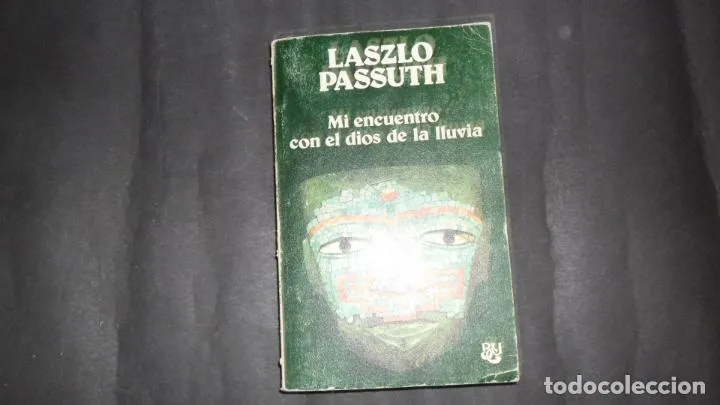 LASZLO
PASSUTH
Mi encuentro
con el dios de la lluvia
todocoleccion